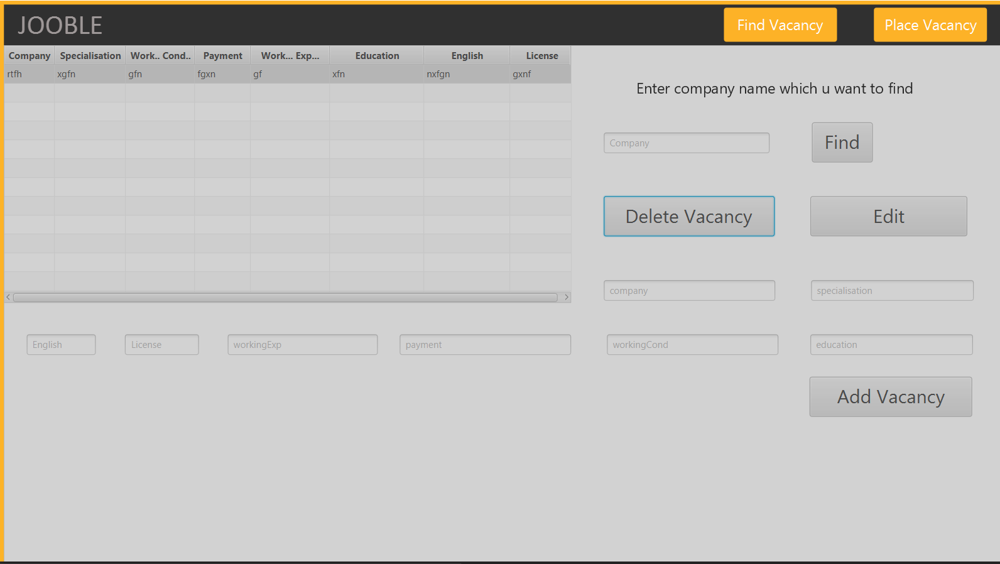 JOOBLE
Find Vacancy
Place Vacancy
Company Specialisation Work.. Cond.. Payment Work... Exp... Education English License
rtfh xgfn gfn fgxn gf xfn nxfgn gxnf
Enter company name which u want to find
Company
Find
Delete Vacancy
Edit
company
specialisation
English
License
workingExp
payment
workingCond
education
Add Vacancy